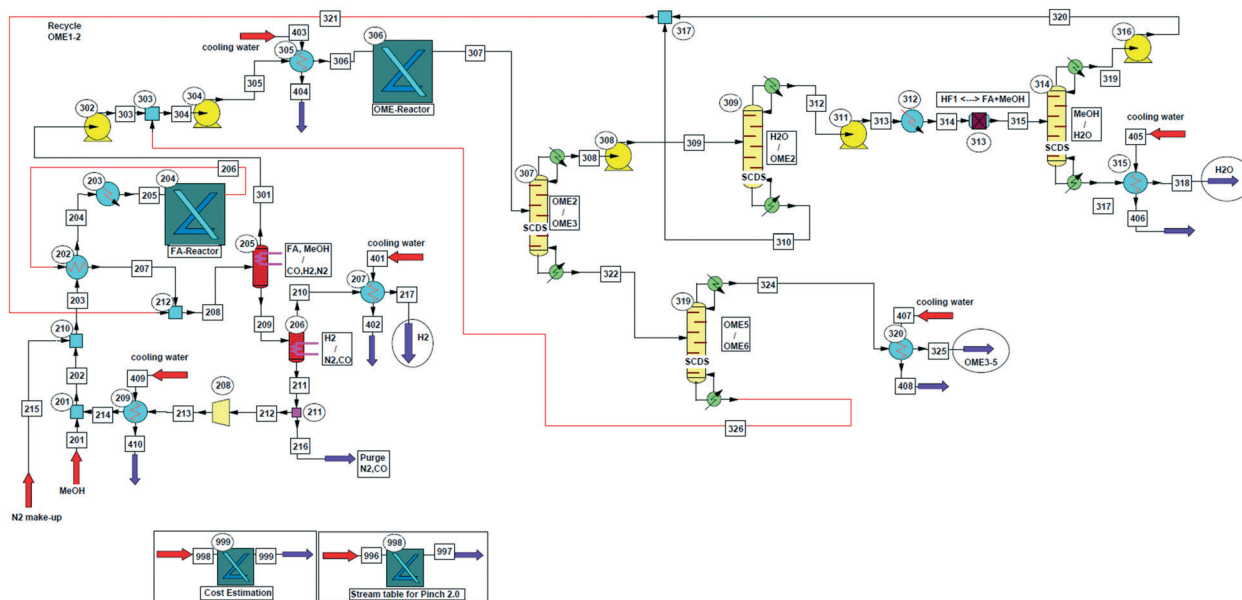 321
320
Recycle
OME1-2
403
306
317
316
cooling water
305
306
307
319
305
404
OME-Reactor
314
302
303
304
309
312
312
HF1 <---> FA+MeOH
MeOH
/
H2O
cooling water
303
304
311
313
314
315
405
313
308
309
H2O
/
OME2
SCDS
315
H2O
206
308
307
SCDS
318
203
204
301
317
406
204
205
OME2
/
OME3
FA-Reactor
205
FA, MeOH
/
CO,H2,N2
cooling water
SCDS
310
202
207
401
322
324
203
212
208
210
207
217
319
cooling water
OME5
/
OME6
407
209
206
402
H2
320
210
H2
/
N2,CO
325
SCDS
OME3-5
cooling water
202
211
408
409
208
215
201
209
214
213
212
211
201
410
216
326
Purge
N2,CO
MeOH
N2 make-up
999
998
998
999
996
997
Cost Estimation
Stream table for Pinch 2.0